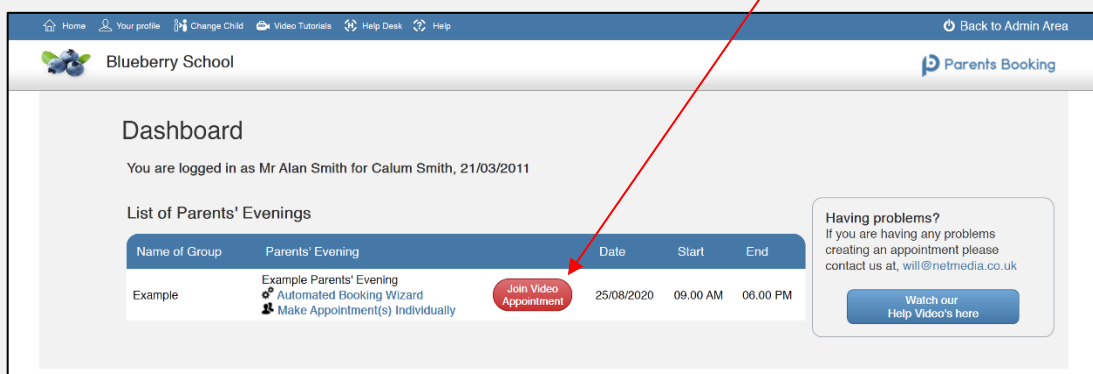 Home Your profile Change Child Video Tutorials Help Desk Help Back to Admin Area
Blueberry School Parents Booking
Dashboard
You are logged in as Mr Alan Smith for Calum Smith, 21/03/2011
List of Parents' Evenings
Name of Group Parents' Evening Date Start End
Example
Example Parents' Evening
Automated Booking Wizard
Make Appointment(s) Individually
Join Video
Appointment
25/08/2020 09.00 AM 06.00 PM
Having problems?
If you are having any problems
creating an appointment please
contact us at, will@netmedia.co.uk
Watch our
Help Video's here